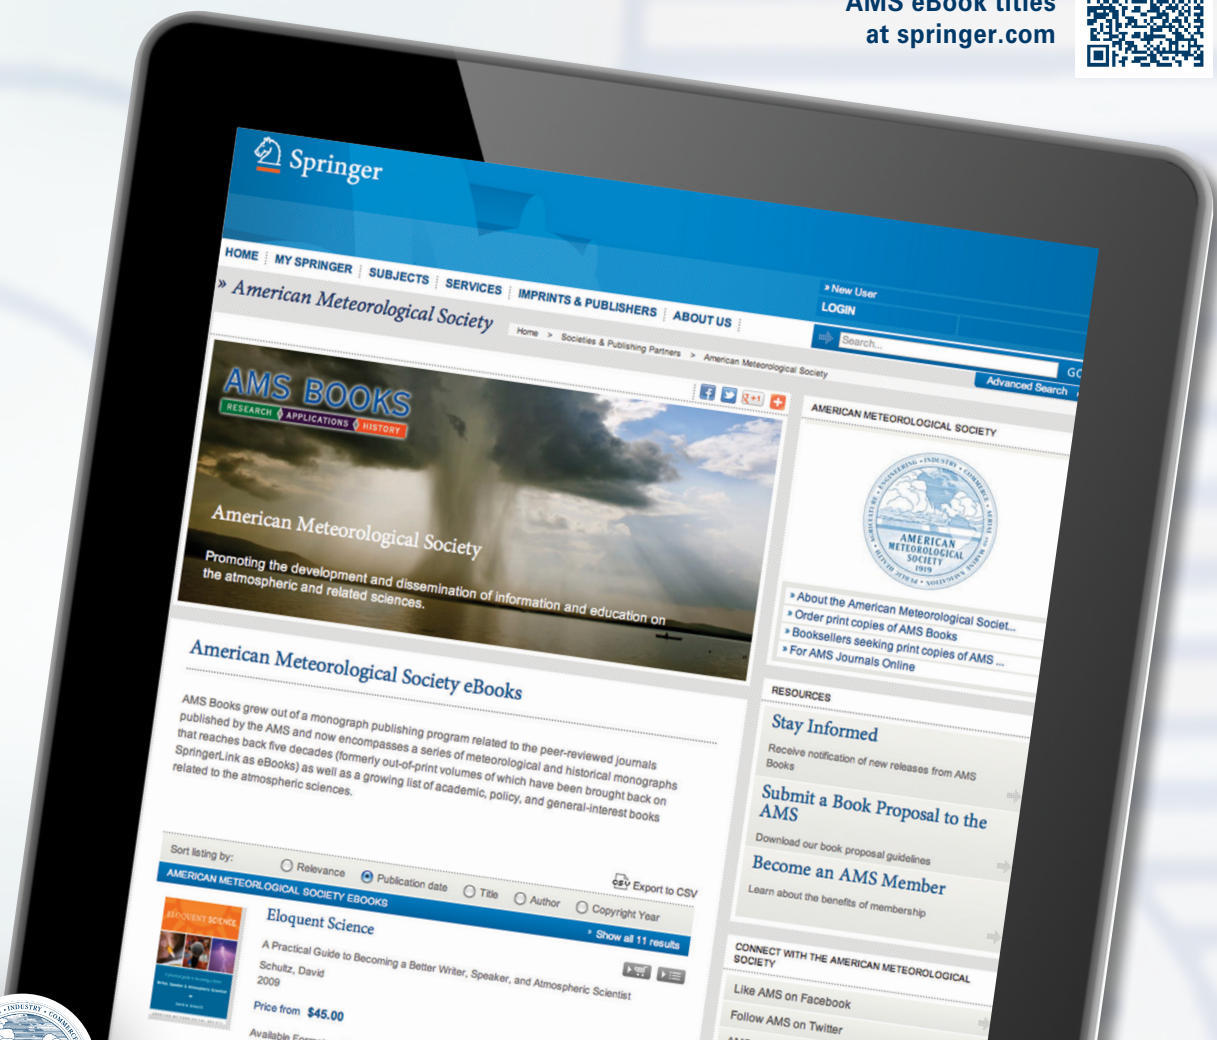 AMS eBook titles
at springer.com
Springer
HOME
MY SPRINGER
SUBJECTS
SERVICES
IMPRINTS & PUBLISHERS
ABOUT US
» New User
LOGIN
Search...
GO
Advanced Search
» American Meteorological Society
Home > Societies & Publishing Partners > American Meteorological Society
AMS BOOKS
RESEARCH APPLICATIONS HISTORY
American Meteorological Society
Promoting the development and dissemination of information and education on
the atmospheric and related sciences.
AMERICAN METEOROLOGICAL SOCIETY
AMERICAN
METEOROLOGICAL
SOCIETY
1919
» About the American Meteorological Societ...
» Order print copies of AMS Books
» Booksellers seeking print copies of AMS ...
» For AMS Journals Online
American Meteorological Society eBooks
AMS Books grew out of a monograph publishing program related to the peer-reviewed journals
published by the AMS and now encompasses a series of meteorological and historical monographs
that reaches back five decades (formerly out-of-print volumes of which have been brought back on
SpringerLink as eBooks) as well as a growing list of academic, policy, and general-interest books
related to the atmospheric sciences.
RESOURCES
Stay Informed
Receive notification of new releases from AMS
Books
Submit a Book Proposal to the
AMS
Download our book proposal guidelines
Become an AMS Member
Learn about the benefits of membership
Sort listing by:
Relevance
Publication date
Title
Author
Copyright Year
CSV Export to CSV
AMERICAN METEORLOGICAL SOCIETY EBOOKS
» Show all 11 results
ELOQUENT SCIENCE
Eloquent Science
A Practical Guide to Becoming a Better Writer, Speaker, and Atmospheric Scientist
Schultz, David
2009
Price from $45.00
CONNECT WITH THE AMERICAN METEOROLOGICAL
SOCIETY
Like AMS on Facebook
Follow AMS on Twitter
INDUSTRY